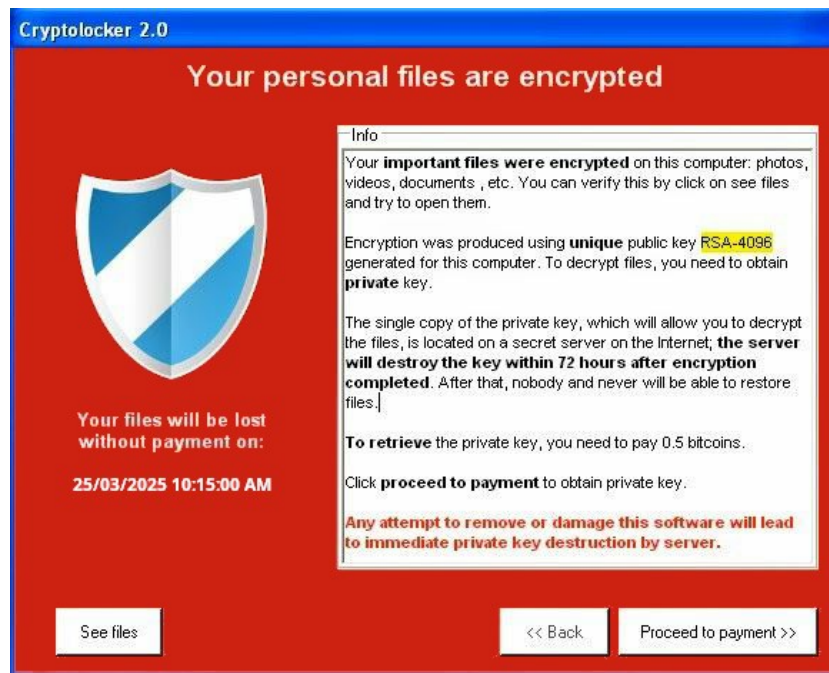 Cryptolocker 2.0
Your personal files are encrypted
Info
Your important files were encrypted on this computer: photos,
videos, documents , etc. You can verify this by click on see files
and try to open them.
Encryption was produced using unique public key RSA-4096
generated for this computer. To decrypt files, you need to obtain
private key.
The single copy of the private key, which will allow you to decrypt
the files, is located on a secret server on the Internet; the server
will destroy the key within 72 hours after encryption
completed. After that, nobody and never will be able to restore
files.
To retrieve the private key, you need to pay 0.5 bitcoins.
Click proceed to payment to obtain private key.
Any attempt to remove or damage this software will lead
to immediate private key destruction by server.
Your files will be lost
without payment on:
25/03/2025 10:15:00 AM
See files
<< Back
Proceed to payment >>